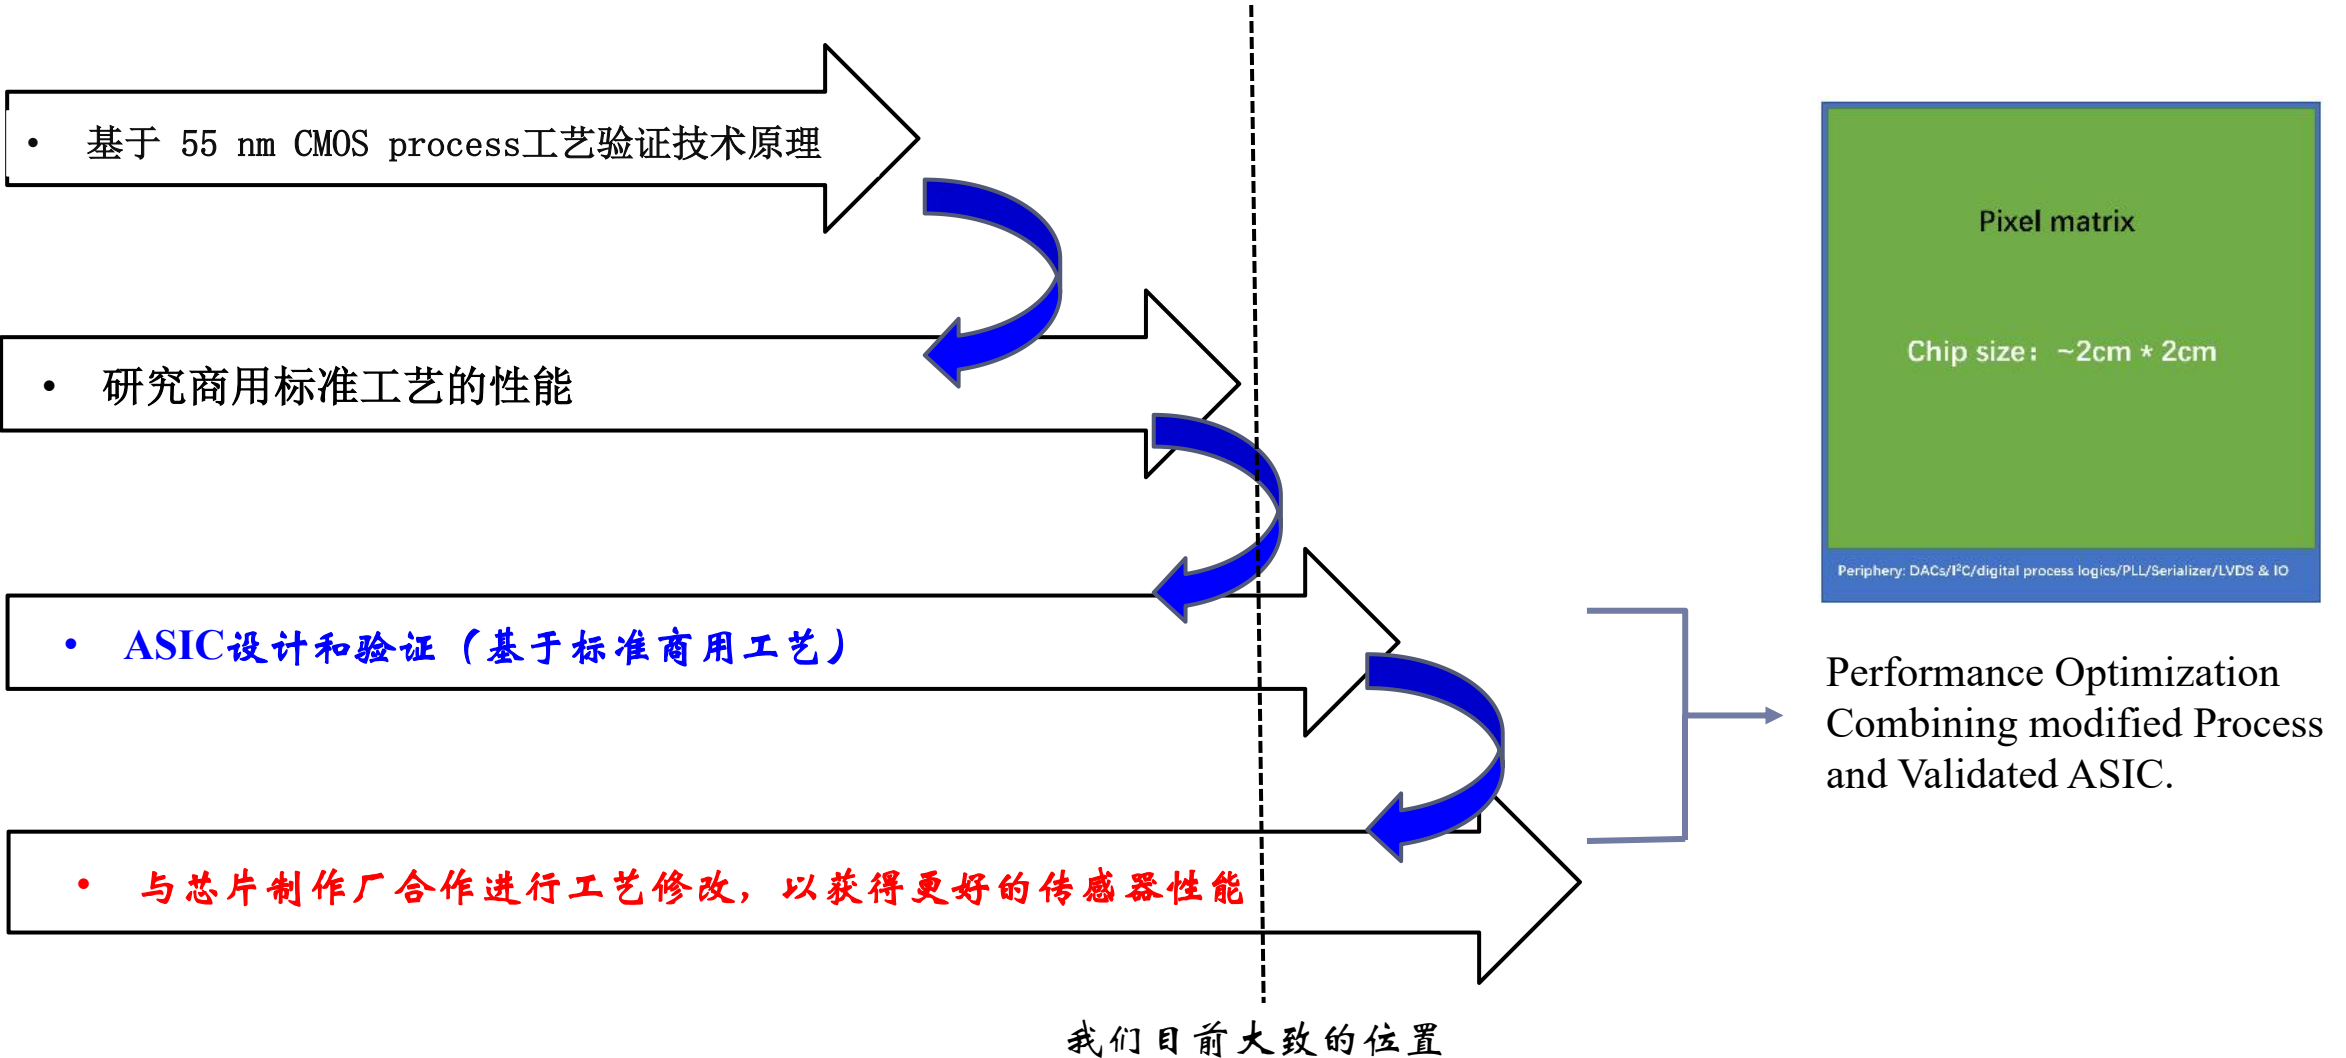 • 基于 55 nm CMOS process工艺验证技术原理
• 研究商用标准工艺的性能
• ASIC设计和验证（基于标准商用工艺）
• 与芯片制作厂合作进行工艺修改，以获得更好的传感器性能
我们目前大致的位置
Pixel matrix
Chip size：~2cm * 2cm
Periphery: DACs/I²C/digital process logics/PLL/Serializer/LVDS & IO
Performance Optimization
Combining modified Process
and Validated ASIC.